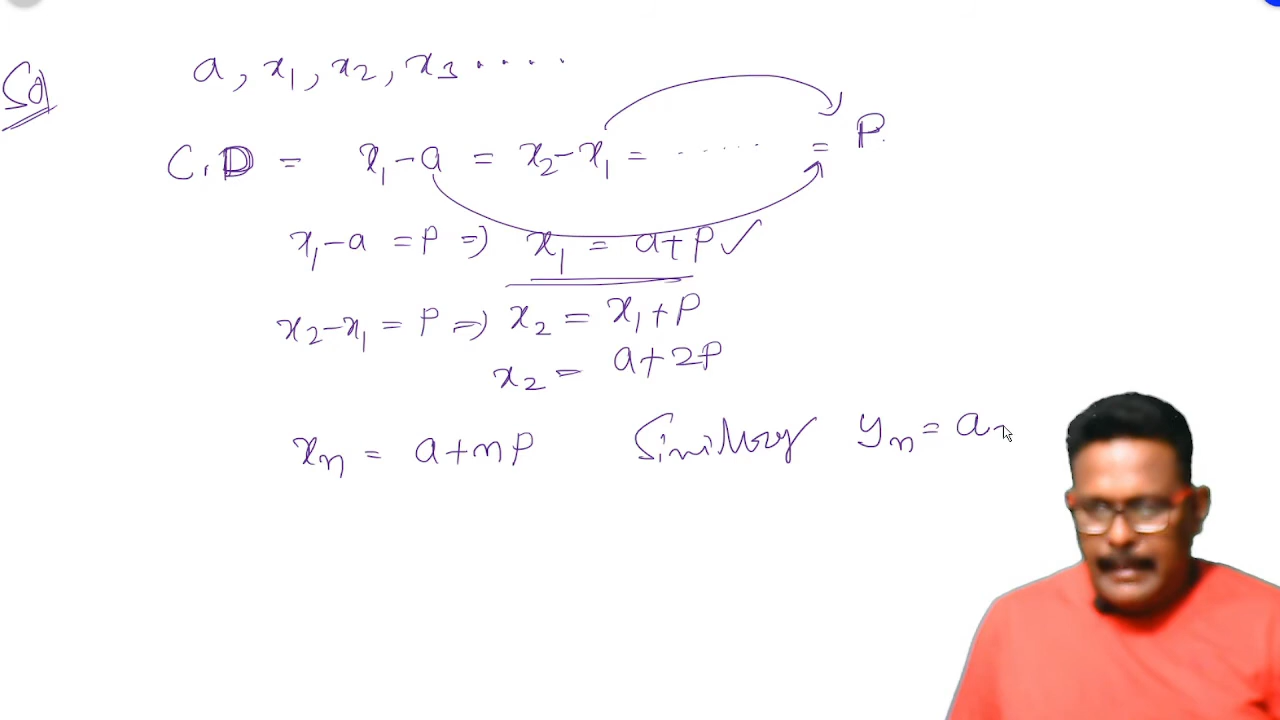 Sol
a, x₁, x₂, x₃ ....
C.D = x₁-a = x₂-x₁ = ...... = P.
x₁-a = P => x₁ = a+P ✓
x₂-x₁ = P => x₂ = x₁+P
x₂ = a+2P
xₙ = a+nP Similarly yₙ = a